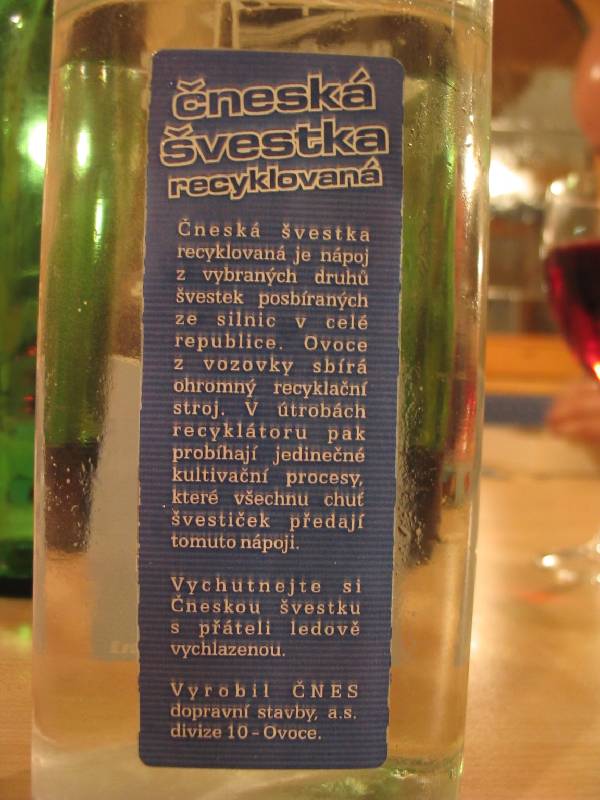 čneská
švestka
recyklovaná
Čneská švestka
recyklovaná je nápoj
z vybraných druhů
švestek posbíraných
ze silnic v celé
republice. Ovoce
z vozovky sbírá
ohromný recyklační
stroj. V útrobách
recyklátoru pak
probíhají jedinečné
kultivační procesy,
které všechnu chuť
švestiček předají
tomuto nápoji.
Vychutnejte si
Čneskou švestku
s přáteli ledově
vychlazenou.
Vyrobil ČNES
dopravní stavby, a.s.
divize 10 - Ovoce.